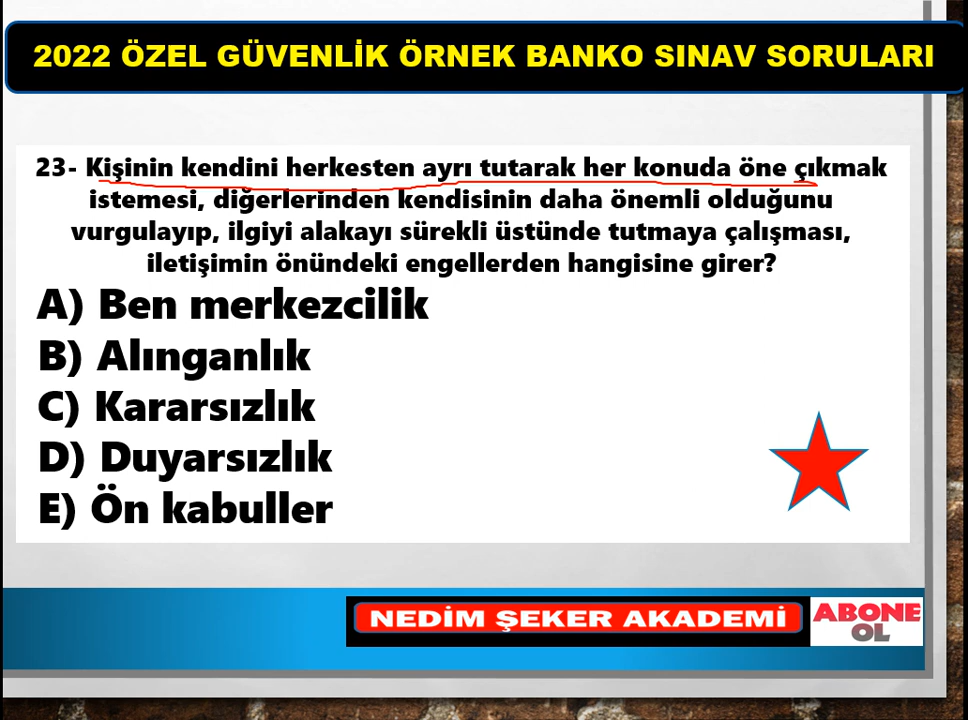 2022 ÖZEL GÜVENLİK ÖRNEK BANKO SINAV SORULARI
23- Kişinin kendini herkesten ayrı tutarak her konuda öne çıkmak
istemesi, diğerlerinden kendisinin daha önemli olduğunu
vurgulayıp, ilgiyi alakayı sürekli üstünde tutmaya çalışması,
iletişimin önündeki engellerden hangisine girer?
A) Ben merkezcilik
B) Alınganlık
C) Kararsızlık
D) Duyarsızlık
E) Ön kabuller
NEDİM ŞEKER AKADEMİ
ABONE
OL